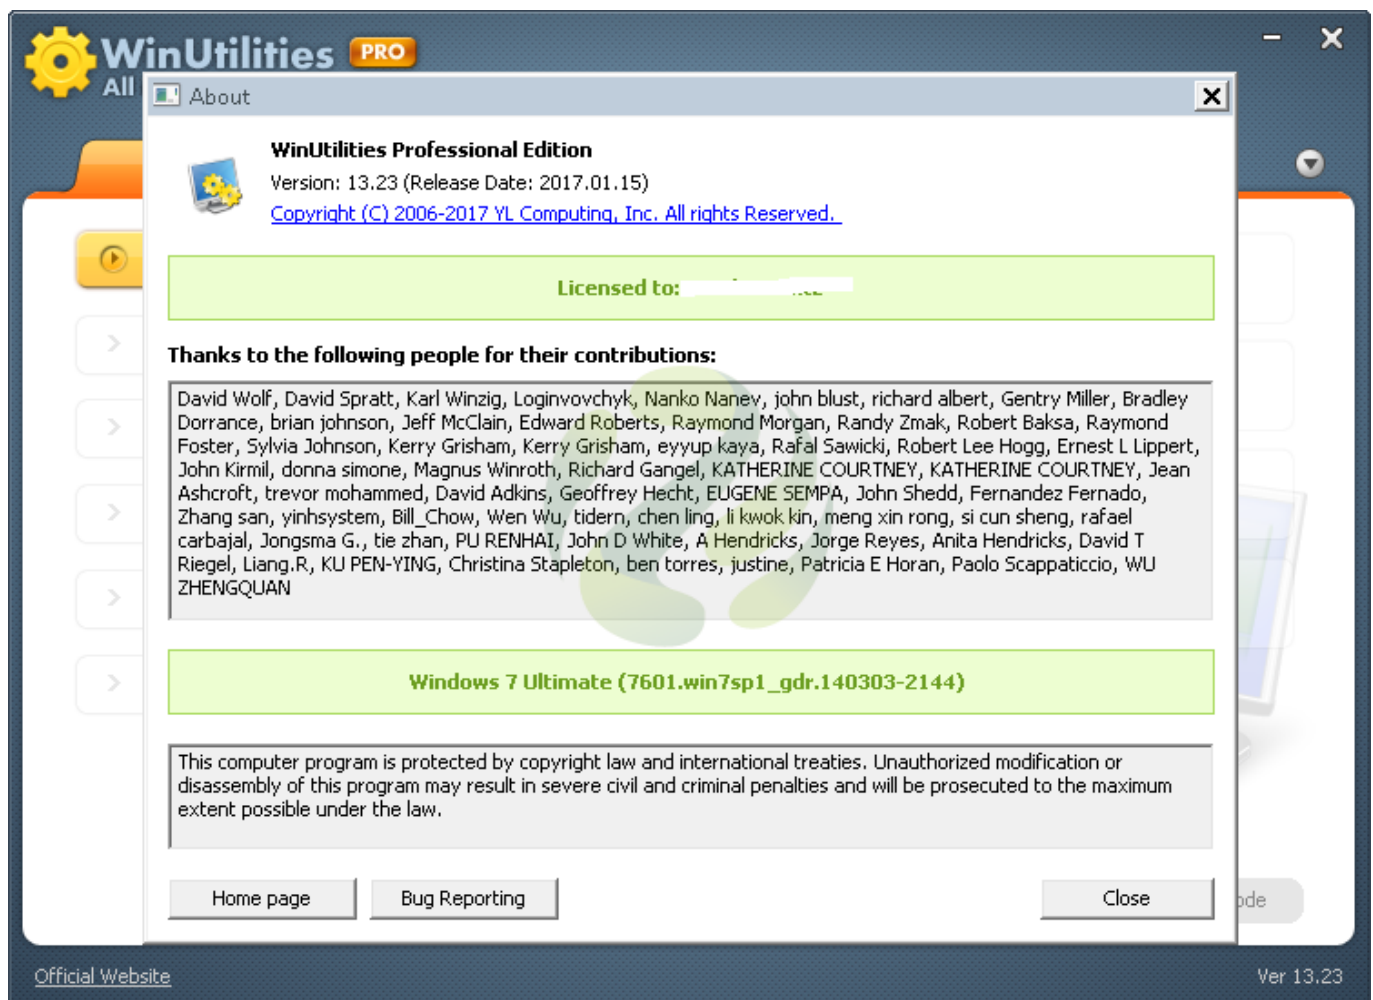 WinUtilities PRO
All
About
WinUtilities Professional Edition
Version: 13.23 (Release Date: 2017.01.15)
Copyright (C) 2006-2017 YL Computing, Inc. All rights Reserved.
Licensed to:
Thanks to the following people for their contributions:
David Wolf, David Spratt, Karl Winzig, Loginvovchyk, Nanko Nanev, john blust, richard albert, Gentry Miller, Bradley
Dorrance, brian johnson, Jeff McClain, Edward Roberts, Raymond Morgan, Randy Zmak, Robert Baksa, Raymond
Foster, Sylvia Johnson, Kerry Grisham, Kerry Grisham, eyyup kaya, Rafal Sawicki, Robert Lee Hogg, Ernest L Lippert,
John Kirmil, donna simone, Magnus Winroth, Richard Gangel, KATHERINE COURTNEY, KATHERINE COURTNEY, Jean
Ashcroft, trevor mohammed, David Adkins, Geoffrey Hecht, EUGENE SEMPA, John Shedd, Fernandez Fernado,
Zhang san, yinhsystem, Bill_Chow, Wen Wu, tidern, chen ling, li kwok kin, meng xin rong, si cun sheng, rafael
carbajal, Jongsma G., tie zhan, PU RENHAI, John D White, A Hendricks, Jorge Reyes, Anita Hendricks, David T
Riegel, Liang.R, KU PEN-YING, Christina Stapleton, ben torres, justine, Patricia E Horan, Paolo Scappaticcio, WU
ZHENGQUAN
Windows 7 Ultimate (7601.win7sp1_gdr.140303-2144)
This computer program is protected by copyright law and international treaties. Unauthorized modification or
disassembly of this program may result in severe civil and criminal penalties and will be prosecuted to the maximum
extent possible under the law.
Home page
Bug Reporting
Close
Official Website
Ver 13.23